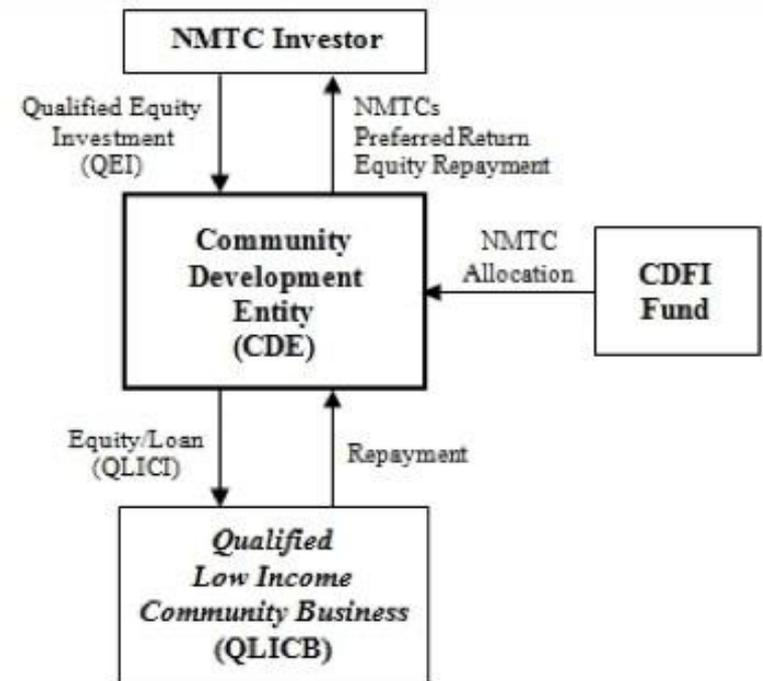 NMTC Investor
Qualified Equity
Investment
(QEI)
NMTCs
Preferred Return
Equity Repayment
Community
Development
Entity
(CDE)
NMTC
Allocation
CDFI
Fund
Equity/Loan
(QLICI)
Repayment
Qualified
Low Income
Community Business
(QLICB)